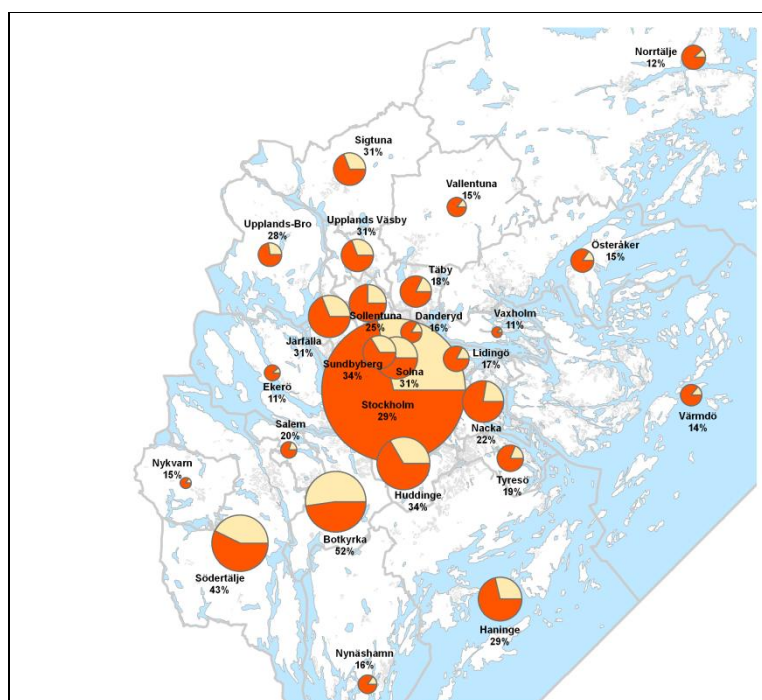 Norrtälje
12%
Sigtuna
31%
Vallentuna
15%
Upplands-Bro
28%
Upplands Väsby
31%
Österåker
15%
Täby
18%
Vaxholm
11%
Danderyd
16%
Sollentuna
25%
Järfälla
31%
Lidingö
17%
Sundbyberg
34%
Solna
31%
Ekerö
11%
Stockholm
29%
Värmdö
14%
Nacka
22%
Salem
20%
Nykvarn
15%
Tyresö
19%
Huddinge
34%
Botkyrka
52%
Södertälje
43%
Haninge
29%
Nynäshamn
16%